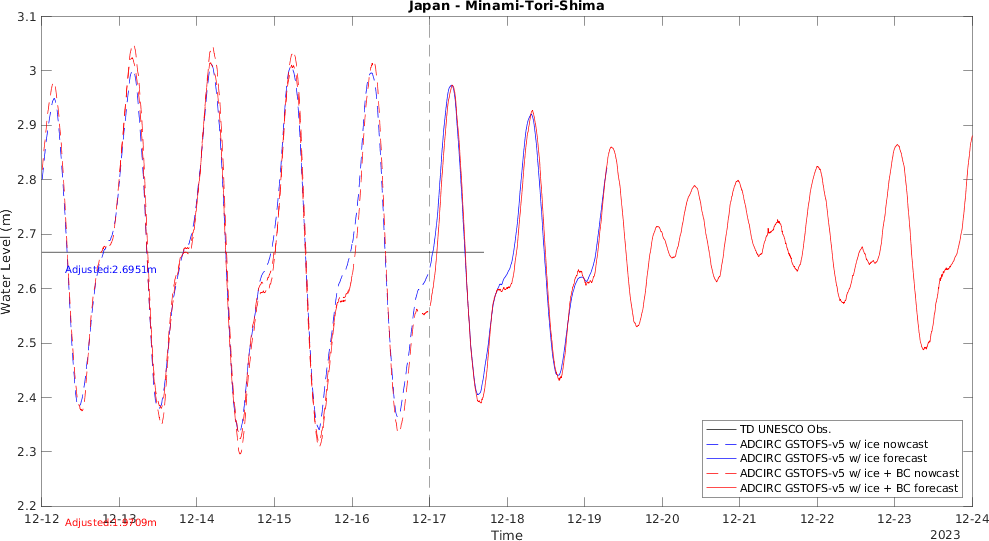 Japan - Minami-Tori-Shima
3.1
3
2.9
2.8
2.7
2.6
2.5
2.4
2.3
2.2
Water Level (m)
Adjusted:2.6951m
Adjusted:1.9709m
TD UNESCO Obs.
ADCIRC GSTOFS-v5 w/ ice nowcast
ADCIRC GSTOFS-v5 w/ ice forecast
ADCIRC GSTOFS-v5 w/ ice + BC nowcast
ADCIRC GSTOFS-v5 w/ ice + BC forecast
12-12 12-13 12-14 12-15 12-16 12-17 12-18 12-19 12-20 12-21 12-22 12-23 12-24
Time
2023